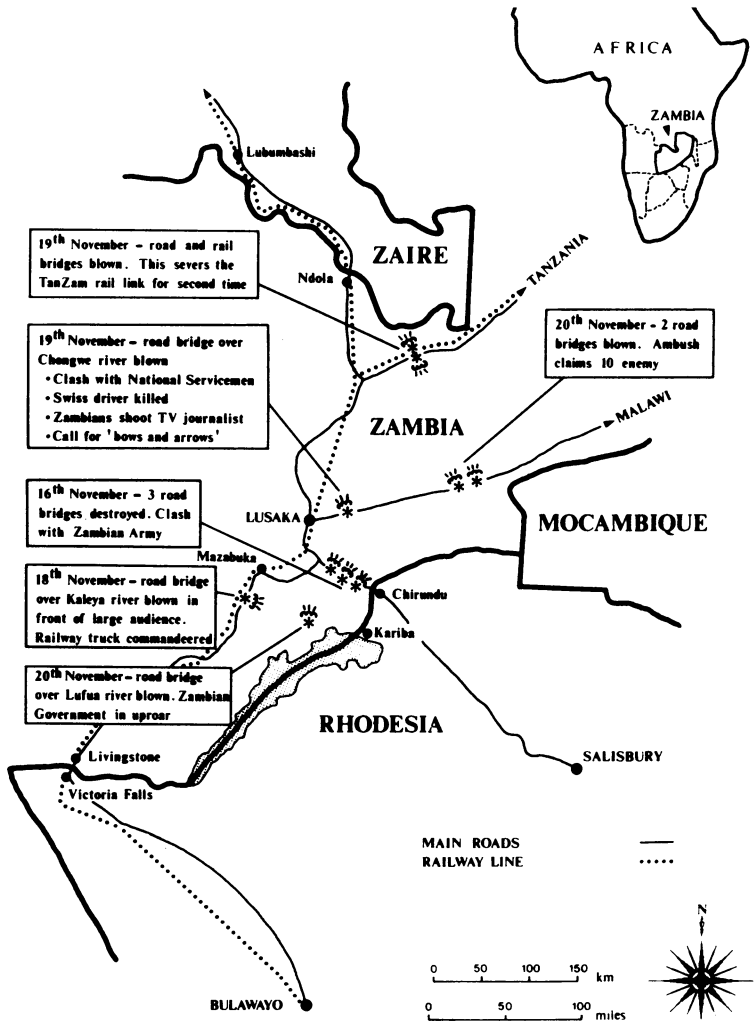 AFRICA
ZAMBIA
Lubumbashi
ZAIRE
19th November – road and rail
bridges blown. This severs the
TanZam rail link for second time
Ndola
TANZANIA
20th November – 2 road
bridges blown. Ambush
claims 10 enemy
19th November – road bridge over
Chongwe river blown
• Clash with National Servicemen
• Swiss driver killed
• Zambians shoot TV journalist
• Call for 'bows and arrows'
ZAMBIA
MALAWI
16th November – 3 road
bridges destroyed. Clash
with Zambian Army
LUSAKA
MOCAMBIQUE
Mazabuka
18th November – road bridge
over Kaleya river blown in
front of large audience.
Railway truck commandeered
Chirundu
Kariba
20th November – road bridge
over Lufua river blown. Zambian
Government in uproar
RHODESIA
Livingstone
Victoria Falls
SALISBURY
MAIN ROADS
RAILWAY LINE
N
0 50 100 150
km
0 50 100
miles
BULAWAYO